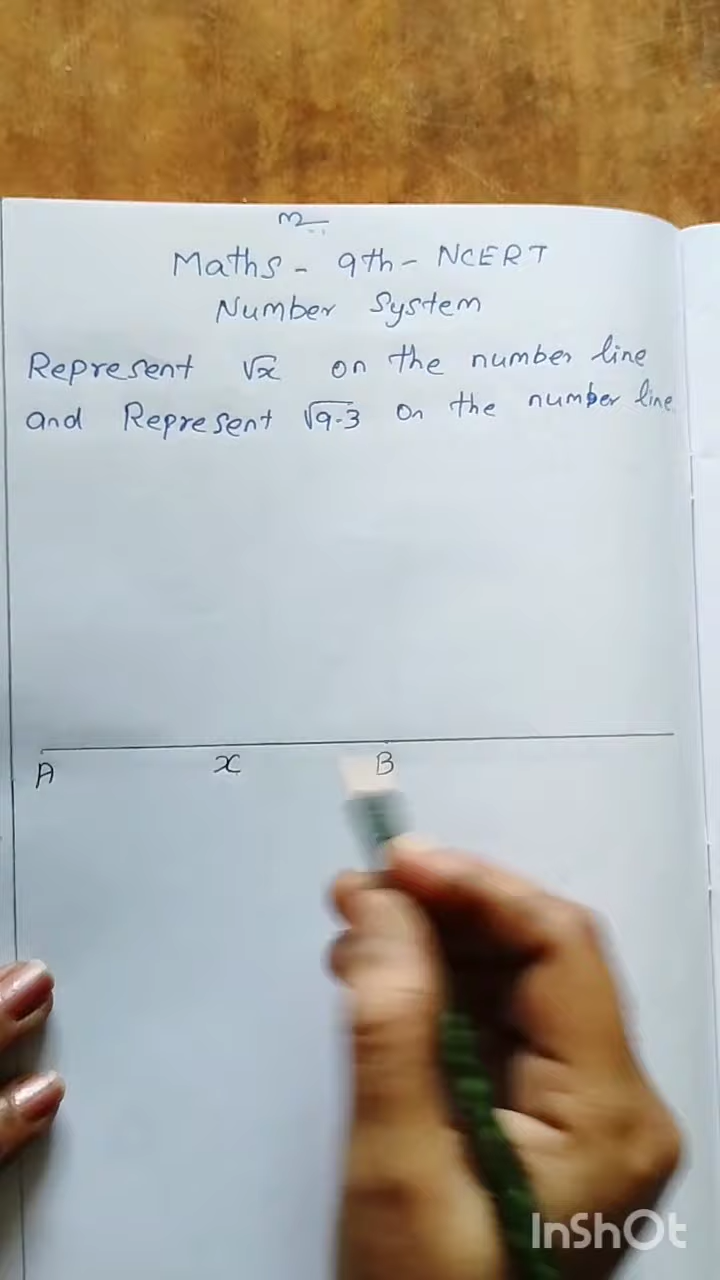 Maths - 9th - NCERT
Number System
Represent √x on the number line
and Represent √9.3 on the number line.
A x B
InShOt